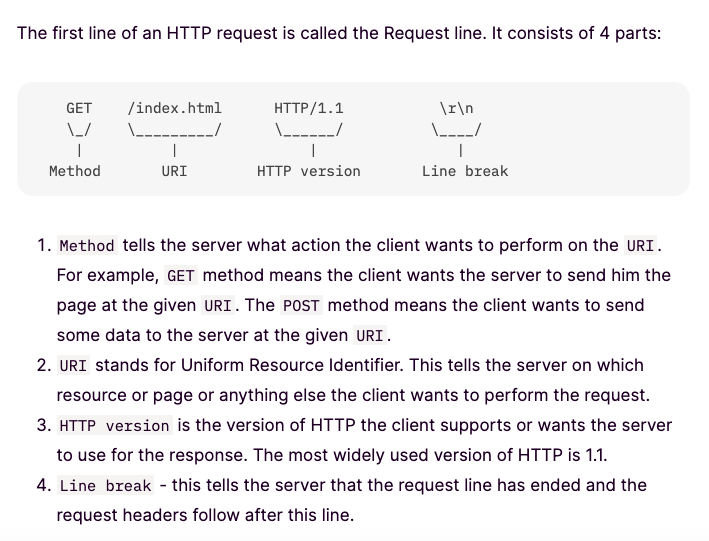 The first line of an HTTP request is called the Request line. It consists of 4 parts:
GET /index.html HTTP/1.1 \r\n
\_/ \_________/ \______/ \____/
| | | |
Method URI HTTP version Line break
1. Method tells the server what action the client wants to perform on the URI.
For example, GET method means the client wants the server to send him the
page at the given URI. The POST method means the client wants to send
some data to the server at the given URI.
2. URI stands for Uniform Resource Identifier. This tells the server on which
resource or page or anything else the client wants to perform the request.
3. HTTP version is the version of HTTP the client supports or wants the server
to use for the response. The most widely used version of HTTP is 1.1.
4. Line break - this tells the server that the request line has ended and the
request headers follow after this line.